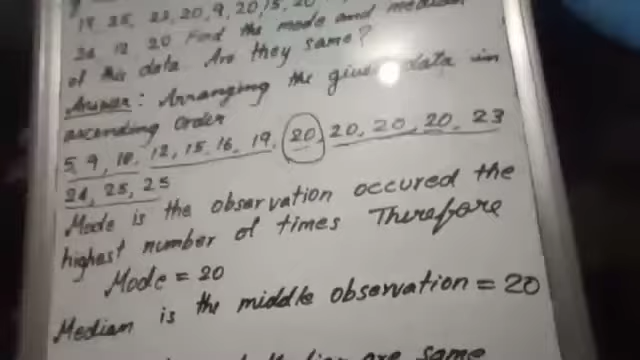 19, 25, 23, 20, 9, 20, 15,
20 Find the mode and median
of this data. Are they same?
Answer: Arranging the given data in
ascending order
5, 9, 10, 12, 15, 16, 19, 20, 20, 20, 20, 23
24, 25, 25
Mode is the observation occured the
highest number of times Therefore
Mode = 20
Median is the middle observation = 20
are same